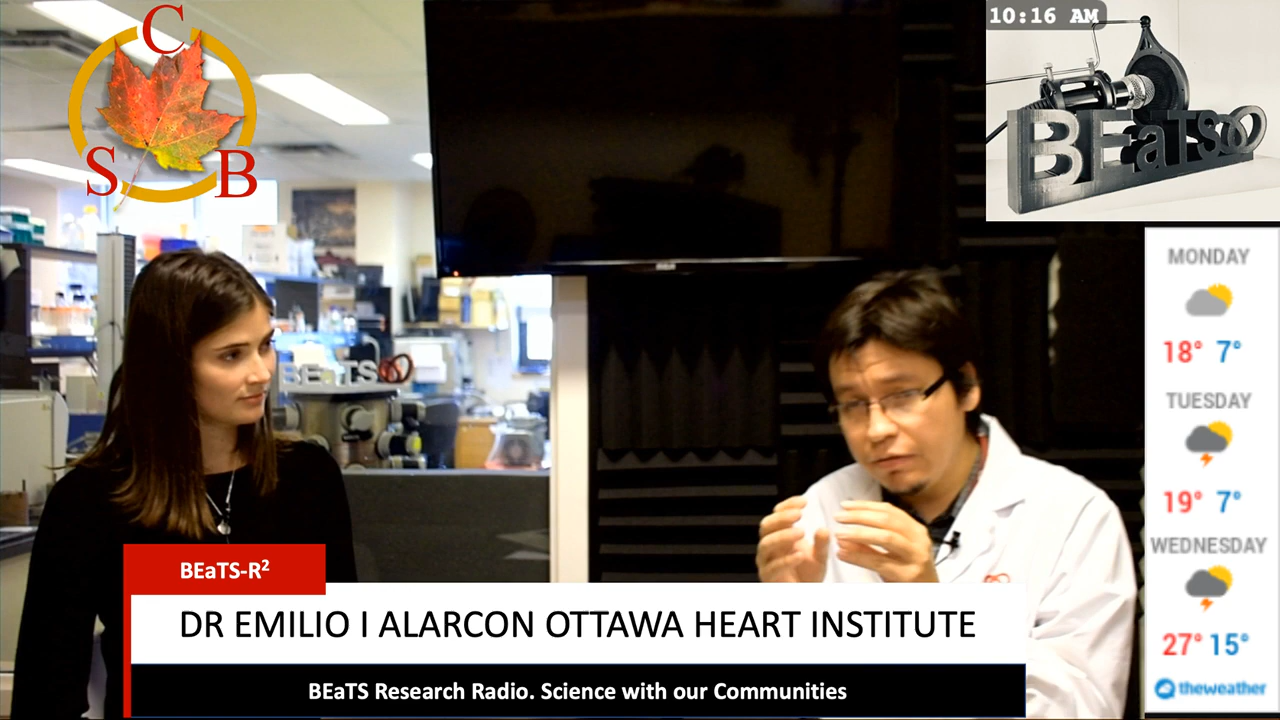 C
S B
10:16 AM
BEaTS
MONDAY
18° 7°
TUESDAY
19° 7°
WEDNESDAY
27° 15°
theweather
BEaTS
BEaTS-R²
DR EMILIO I ALARCON OTTAWA HEART INSTITUTE
BEaTS Research Radio. Science with our Communities